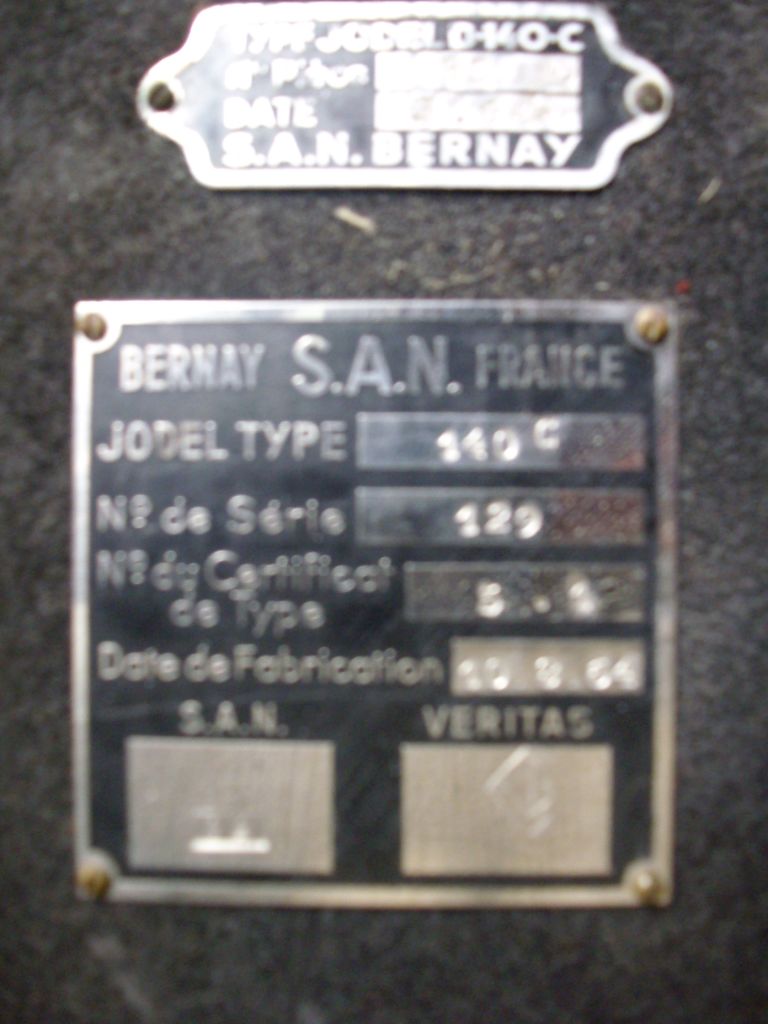 TYPE JODEL D-140-C
DATE
S.A.N. BERNAY
BERNAY S.A.N. FRANCE
JODEL TYPE 140 C
Nº de Série 129
Nº du Certificat
de Type
Date de Fabrication
S.A.N. VERITAS